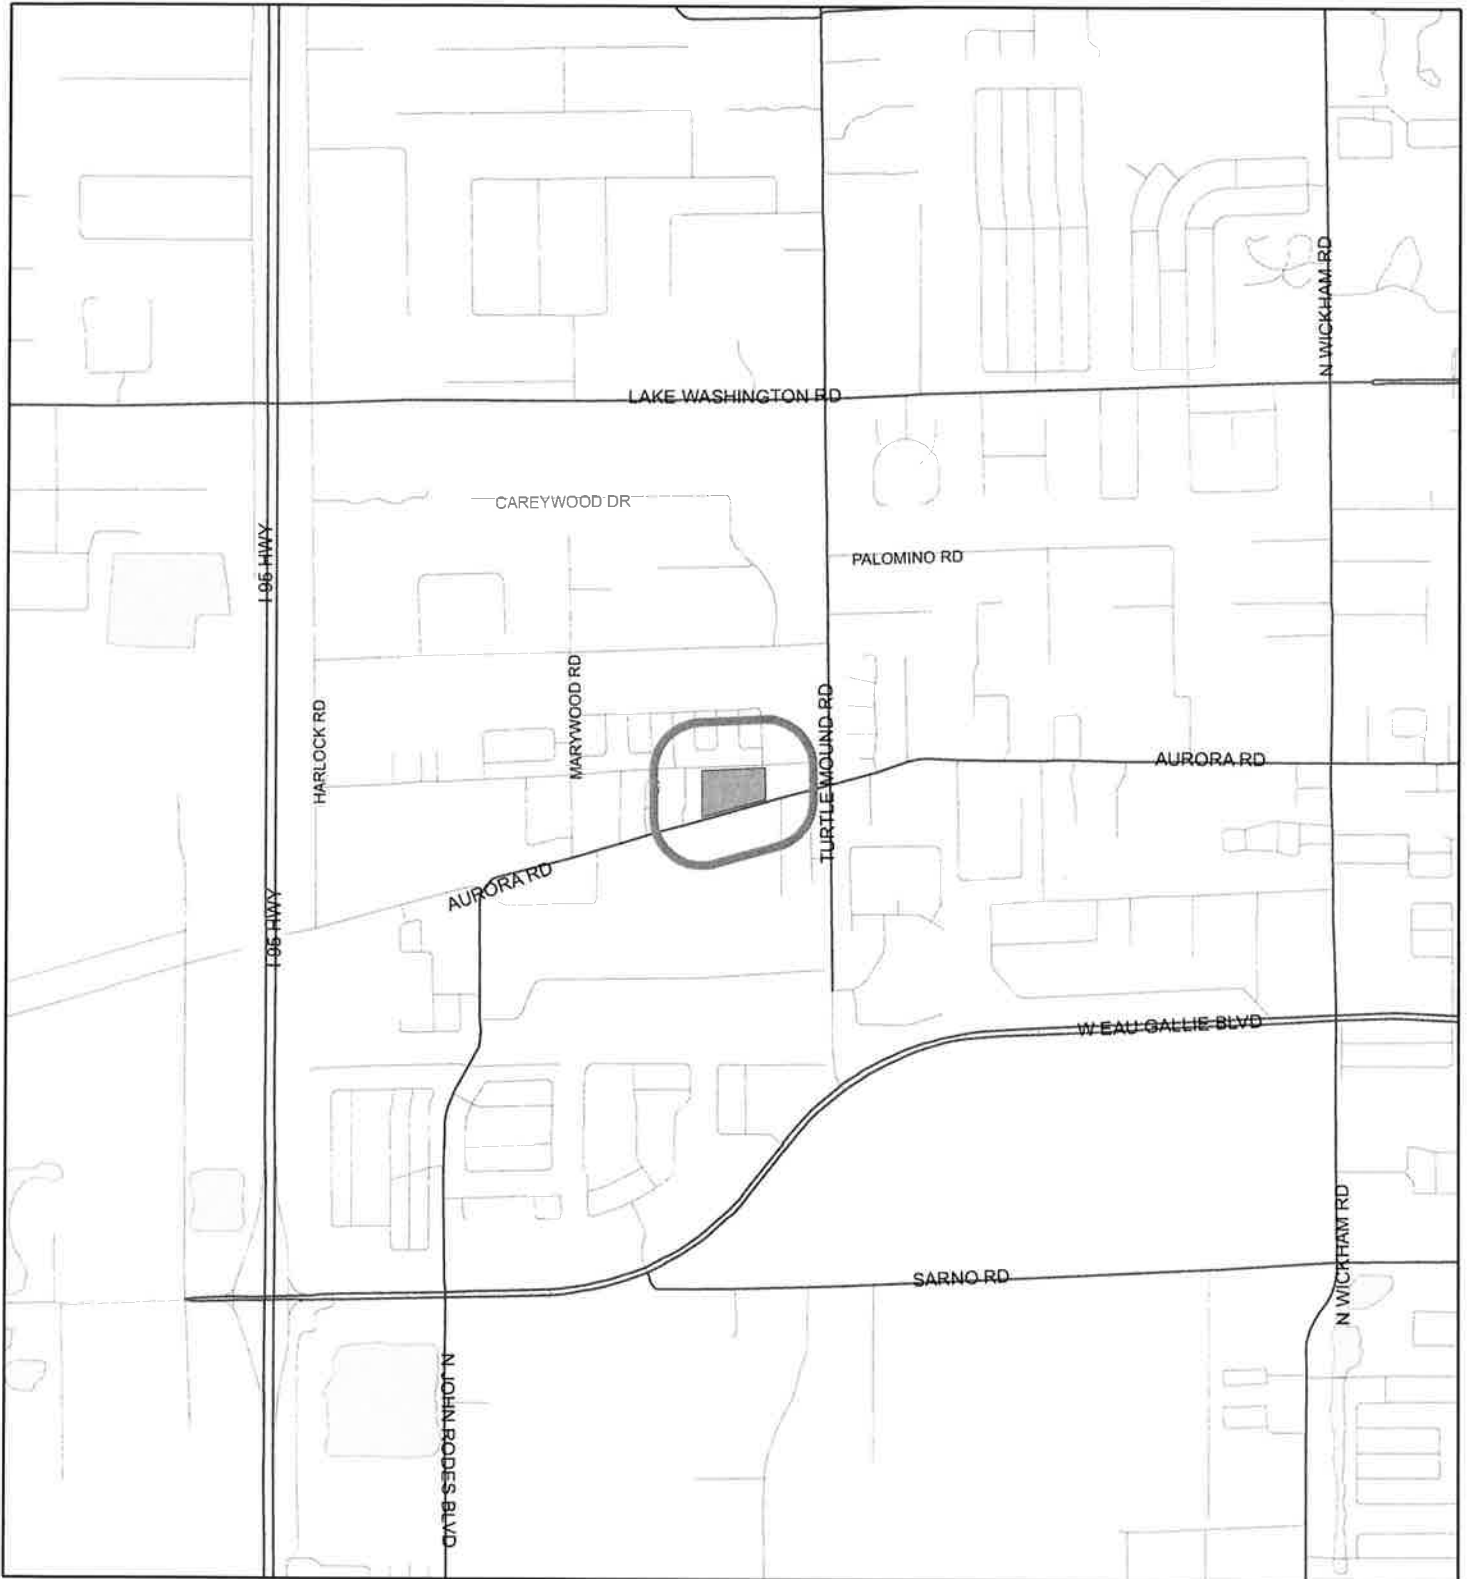 N WICKHAM RD
LAKE WASHINGTON RD
CAREYWOOD DR
I 95 HWY
PALOMINO RD
MARYWOOD RD
HARLOCK RD
TURTLE MOUND RD
AURORA RD
AURORA RD
I 95 HWY
W EAU GALLIE BLVD
N WICKHAM RD
SARNO RD
N JOHN RODES BLVD